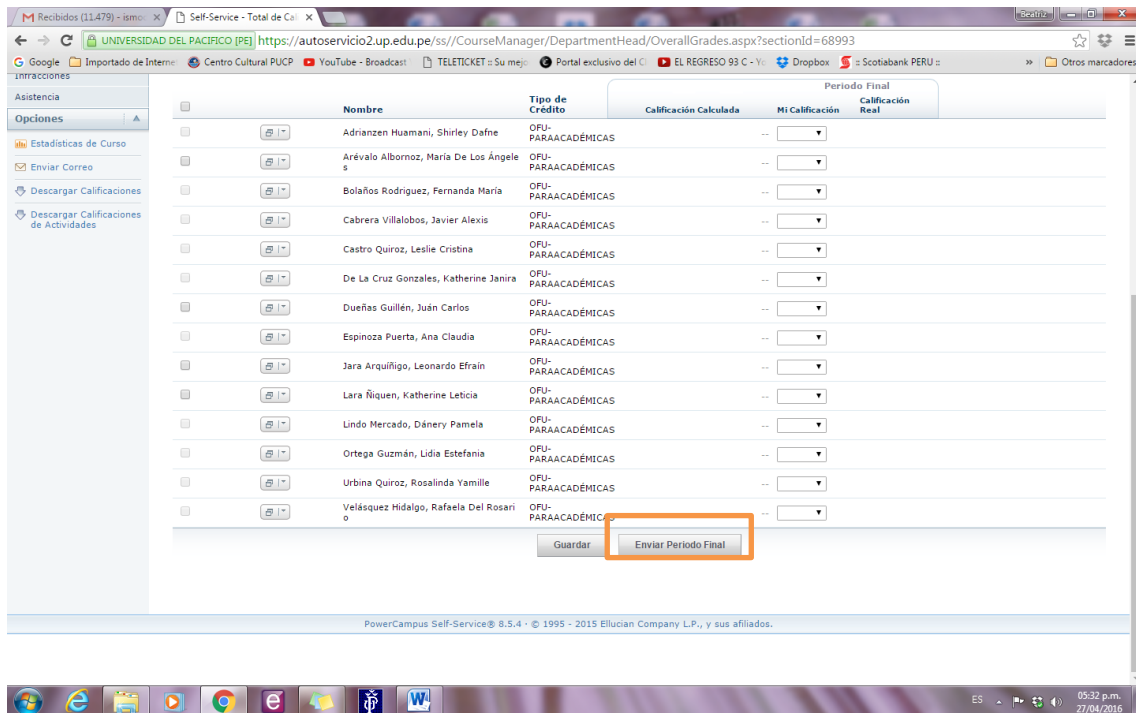 Recibidos (11.479) - ismo
Self-Service - Total de Cal
Beatriz
UNIVERSIDAD DEL PACIFICO [PE] https://autoservicio2.up.edu.pe/ss//CourseManager/DepartmentHead/OverallGrades.aspx?sectionId=68993
Google Importado de Interne Centro Cultural PUCP YouTube - Broadcast TELETICKET :: Su mejo Portal exclusivo del C EL REGRESO 93 C - Yo Dropbox :: Scotiabank PERU :: » Otros marcadores
Infracciones
Asistencia
Opciones
Estadísticas de Curso
Enviar Correo
Descargar Calificaciones
Descargar Calificaciones
de Actividades
Periodo Final
Nombre Tipo de Crédito Calificación Calculada Mi Calificación Calificación Real
Adrianzen Huamani, Shirley Dafne OFU-PARAACADÉMICAS --
Arévalo Albornoz, María De Los Ángele
s OFU-PARAACADÉMICAS --
Bolaños Rodriguez, Fernanda María OFU-PARAACADÉMICAS --
Cabrera Villalobos, Javier Alexis OFU-PARAACADÉMICAS --
Castro Quiroz, Leslie Cristina OFU-PARAACADÉMICAS --
De La Cruz Gonzales, Katherine Janira OFU-PARAACADÉMICAS --
Dueñas Guillén, Juán Carlos OFU-PARAACADÉMICAS --
Espinoza Puerta, Ana Claudia OFU-PARAACADÉMICAS --
Jara Arquíñigo, Leonardo Efraín OFU-PARAACADÉMICAS --
Lara Ñiquen, Katherine Leticia OFU-PARAACADÉMICAS --
Lindo Mercado, Dánery Pamela OFU-PARAACADÉMICAS --
Ortega Guzmán, Lidia Estefania OFU-PARAACADÉMICAS --
Urbina Quiroz, Rosalinda Yamille OFU-PARAACADÉMICAS --
Velásquez Hidalgo, Rafaela Del Rosari
o OFU-PARAACADÉMICAS --
Guardar Enviar Periodo Final
PowerCampus Self-Service® 8.5.4 · © 1995 - 2015 Ellucian Company L.P., y sus afiliados.
ES 05:32 p.m.
27/04/2016